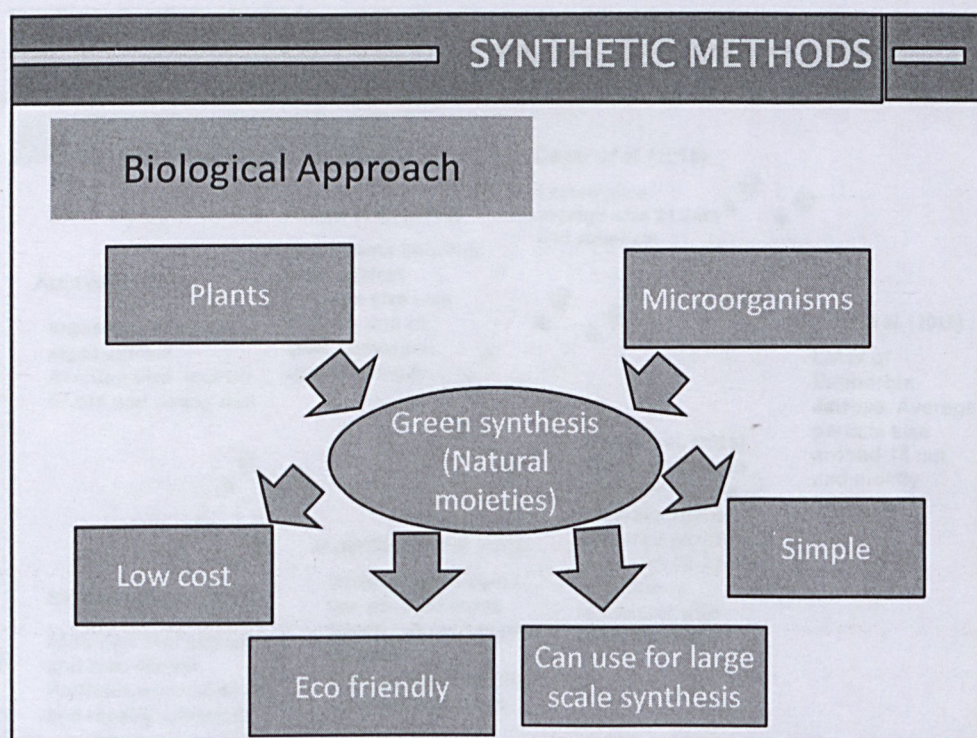 SYNTHETIC METHODS
Biological Approach
Plants
Microorganisms
Green synthesis
(Natural
moieties)
Low cost
Simple
Eco friendly
Can use for large
scale synthesis